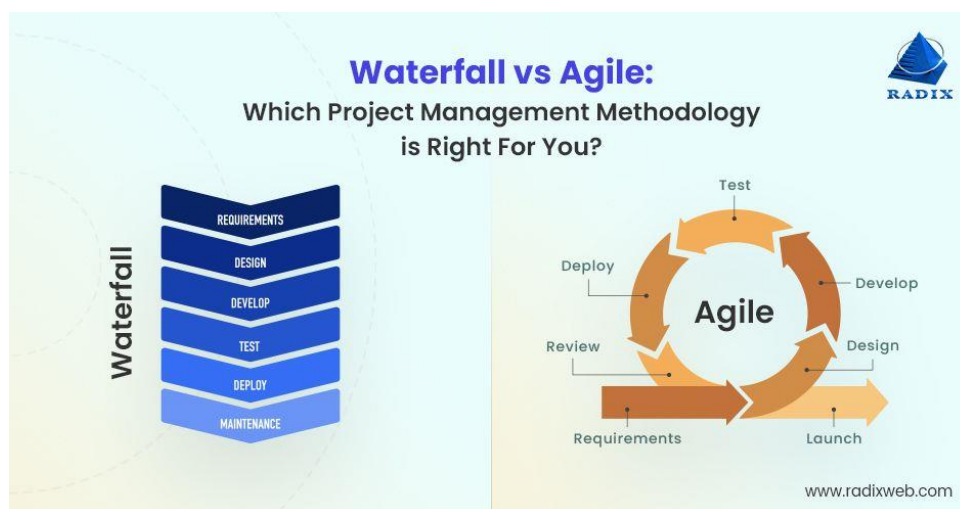 Waterfall vs Agile:
Which Project Management Methodology
is Right For You?
RADIX
Waterfall
REQUIREMENTS
DESIGN
DEVELOP
TEST
DEPLOY
MAINTENANCE
Agile
Test
Deploy
Develop
Review
Design
Requirements
Launch
www.radixweb.com